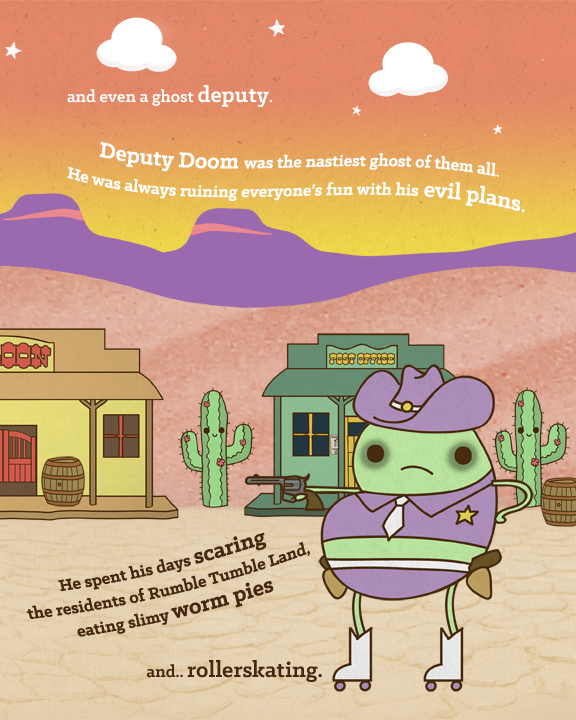 and even a ghost deputy.
Deputy Doom was the nastiest ghost of them all.
He was always ruining everyone's fun with his evil plans.
OON
POST OFFICE
He spent his days scaring
the residents of Rumble Tumble Land,
eating slimy worm pies
and.. rollerskating.